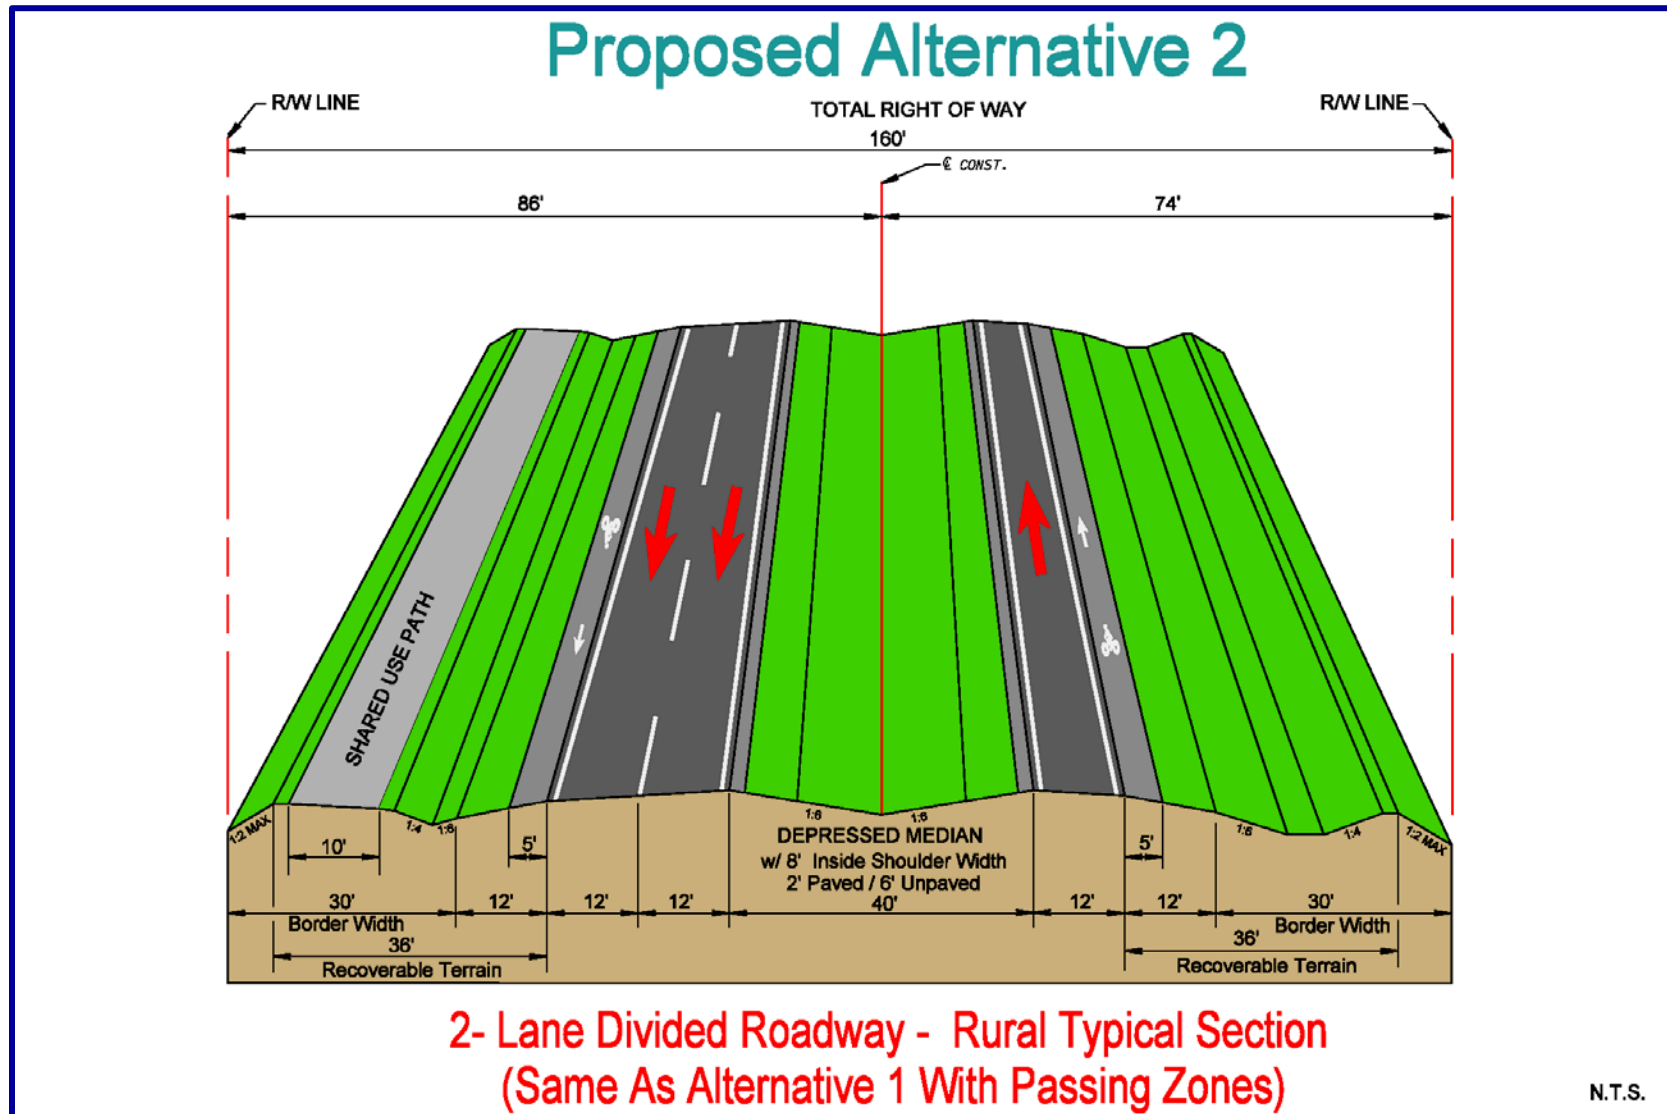 Proposed Alternative 2
R/W LINE
TOTAL RIGHT OF WAY
R/W LINE
160'
℄ CONST.
86'
74'
SHARED USE PATH
1:2 MAX
1:4
1:6
1:6
1:6
1:6
1:4
1:2 MAX
10'
5'
DEPRESSED MEDIAN
w/ 8' Inside Shoulder Width
2' Paved / 6' Unpaved
5'
30'
12'
12'
12'
40'
12'
12'
30'
Border Width
Border Width
36'
36'
Recoverable Terrain
Recoverable Terrain
2- Lane Divided Roadway - Rural Typical Section
(Same As Alternative 1 With Passing Zones)
N.T.S.